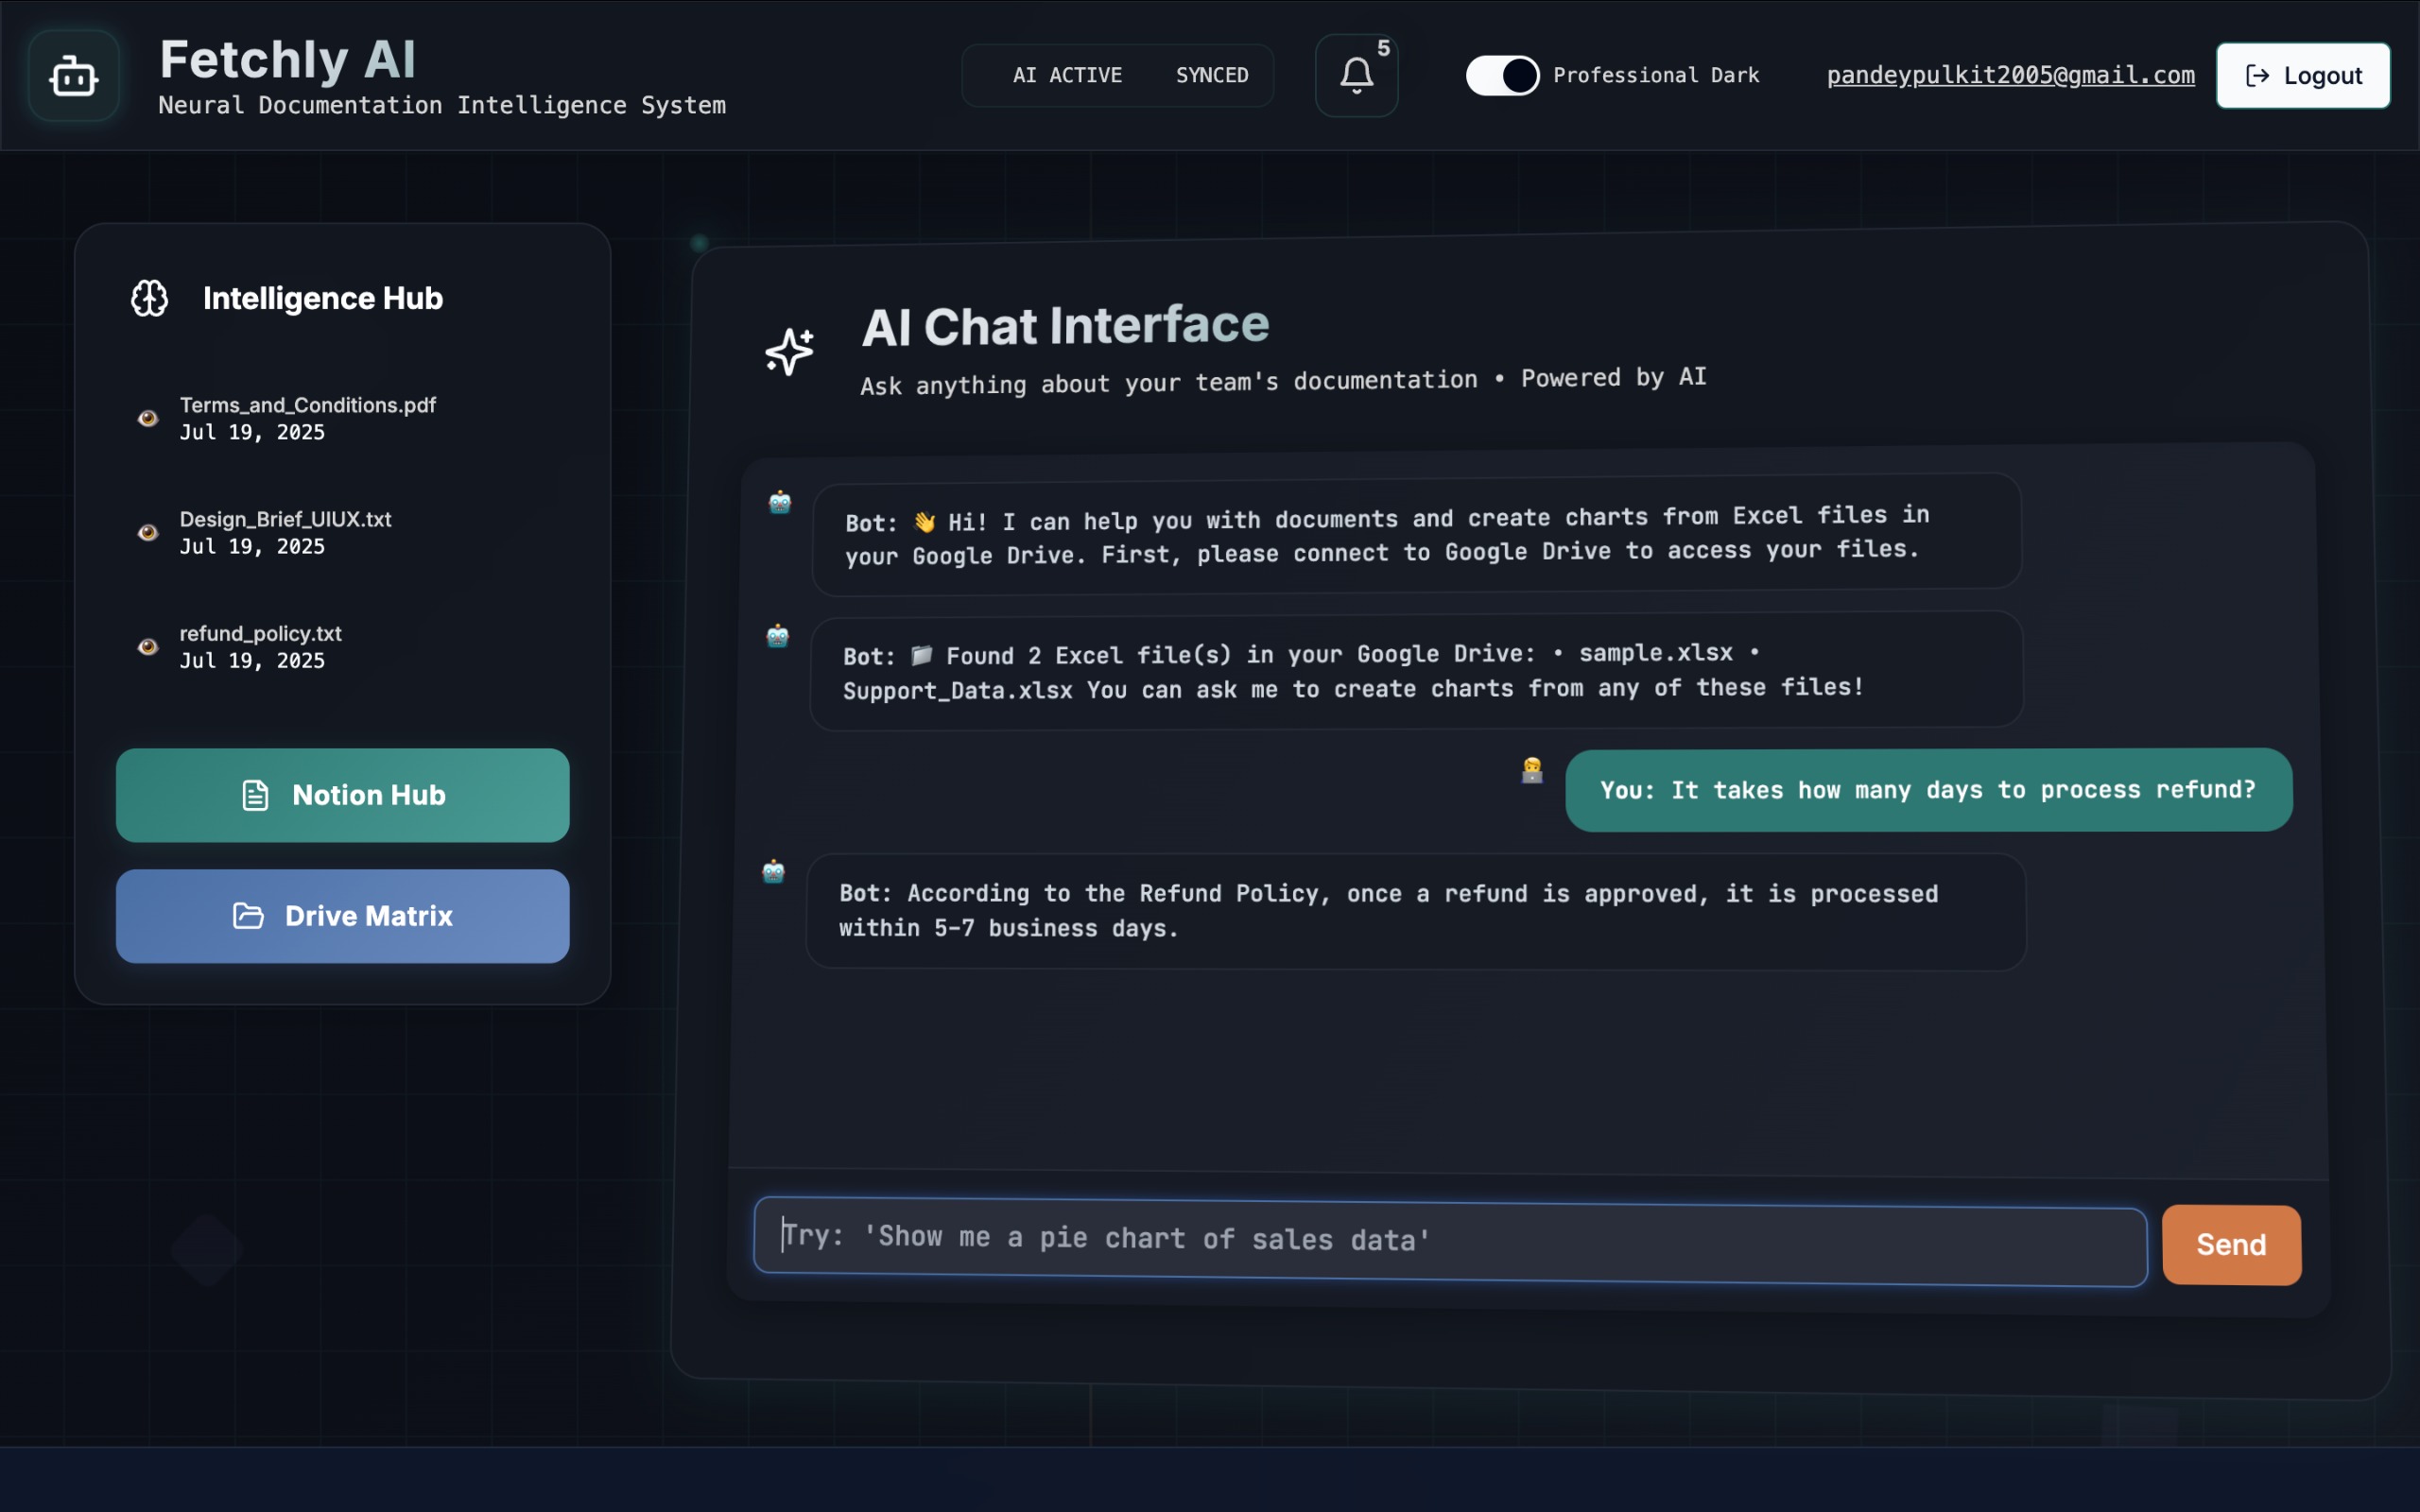 Fetchly AI
Neural Documentation Intelligence System
AI ACTIVE SYNCED
5
Professional Dark
pandeypulkit2005@gmail.com
Logout
Intelligence Hub
Terms_and_Conditions.pdf
Jul 19, 2025
Design_Brief_UIUX.txt
Jul 19, 2025
refund_policy.txt
Jul 19, 2025
Notion Hub
Drive Matrix
AI Chat Interface
Ask anything about your team's documentation • Powered by AI
Bot: 👋 Hi! I can help you with documents and create charts from Excel files in
your Google Drive. First, please connect to Google Drive to access your files.
Bot: 📁 Found 2 Excel file(s) in your Google Drive: • sample.xlsx •
Support_Data.xlsx You can ask me to create charts from any of these files!
You: It takes how many days to process refund?
Bot: According to the Refund Policy, once a refund is approved, it is processed
within 5-7 business days.
Try: 'Show me a pie chart of sales data'
Send